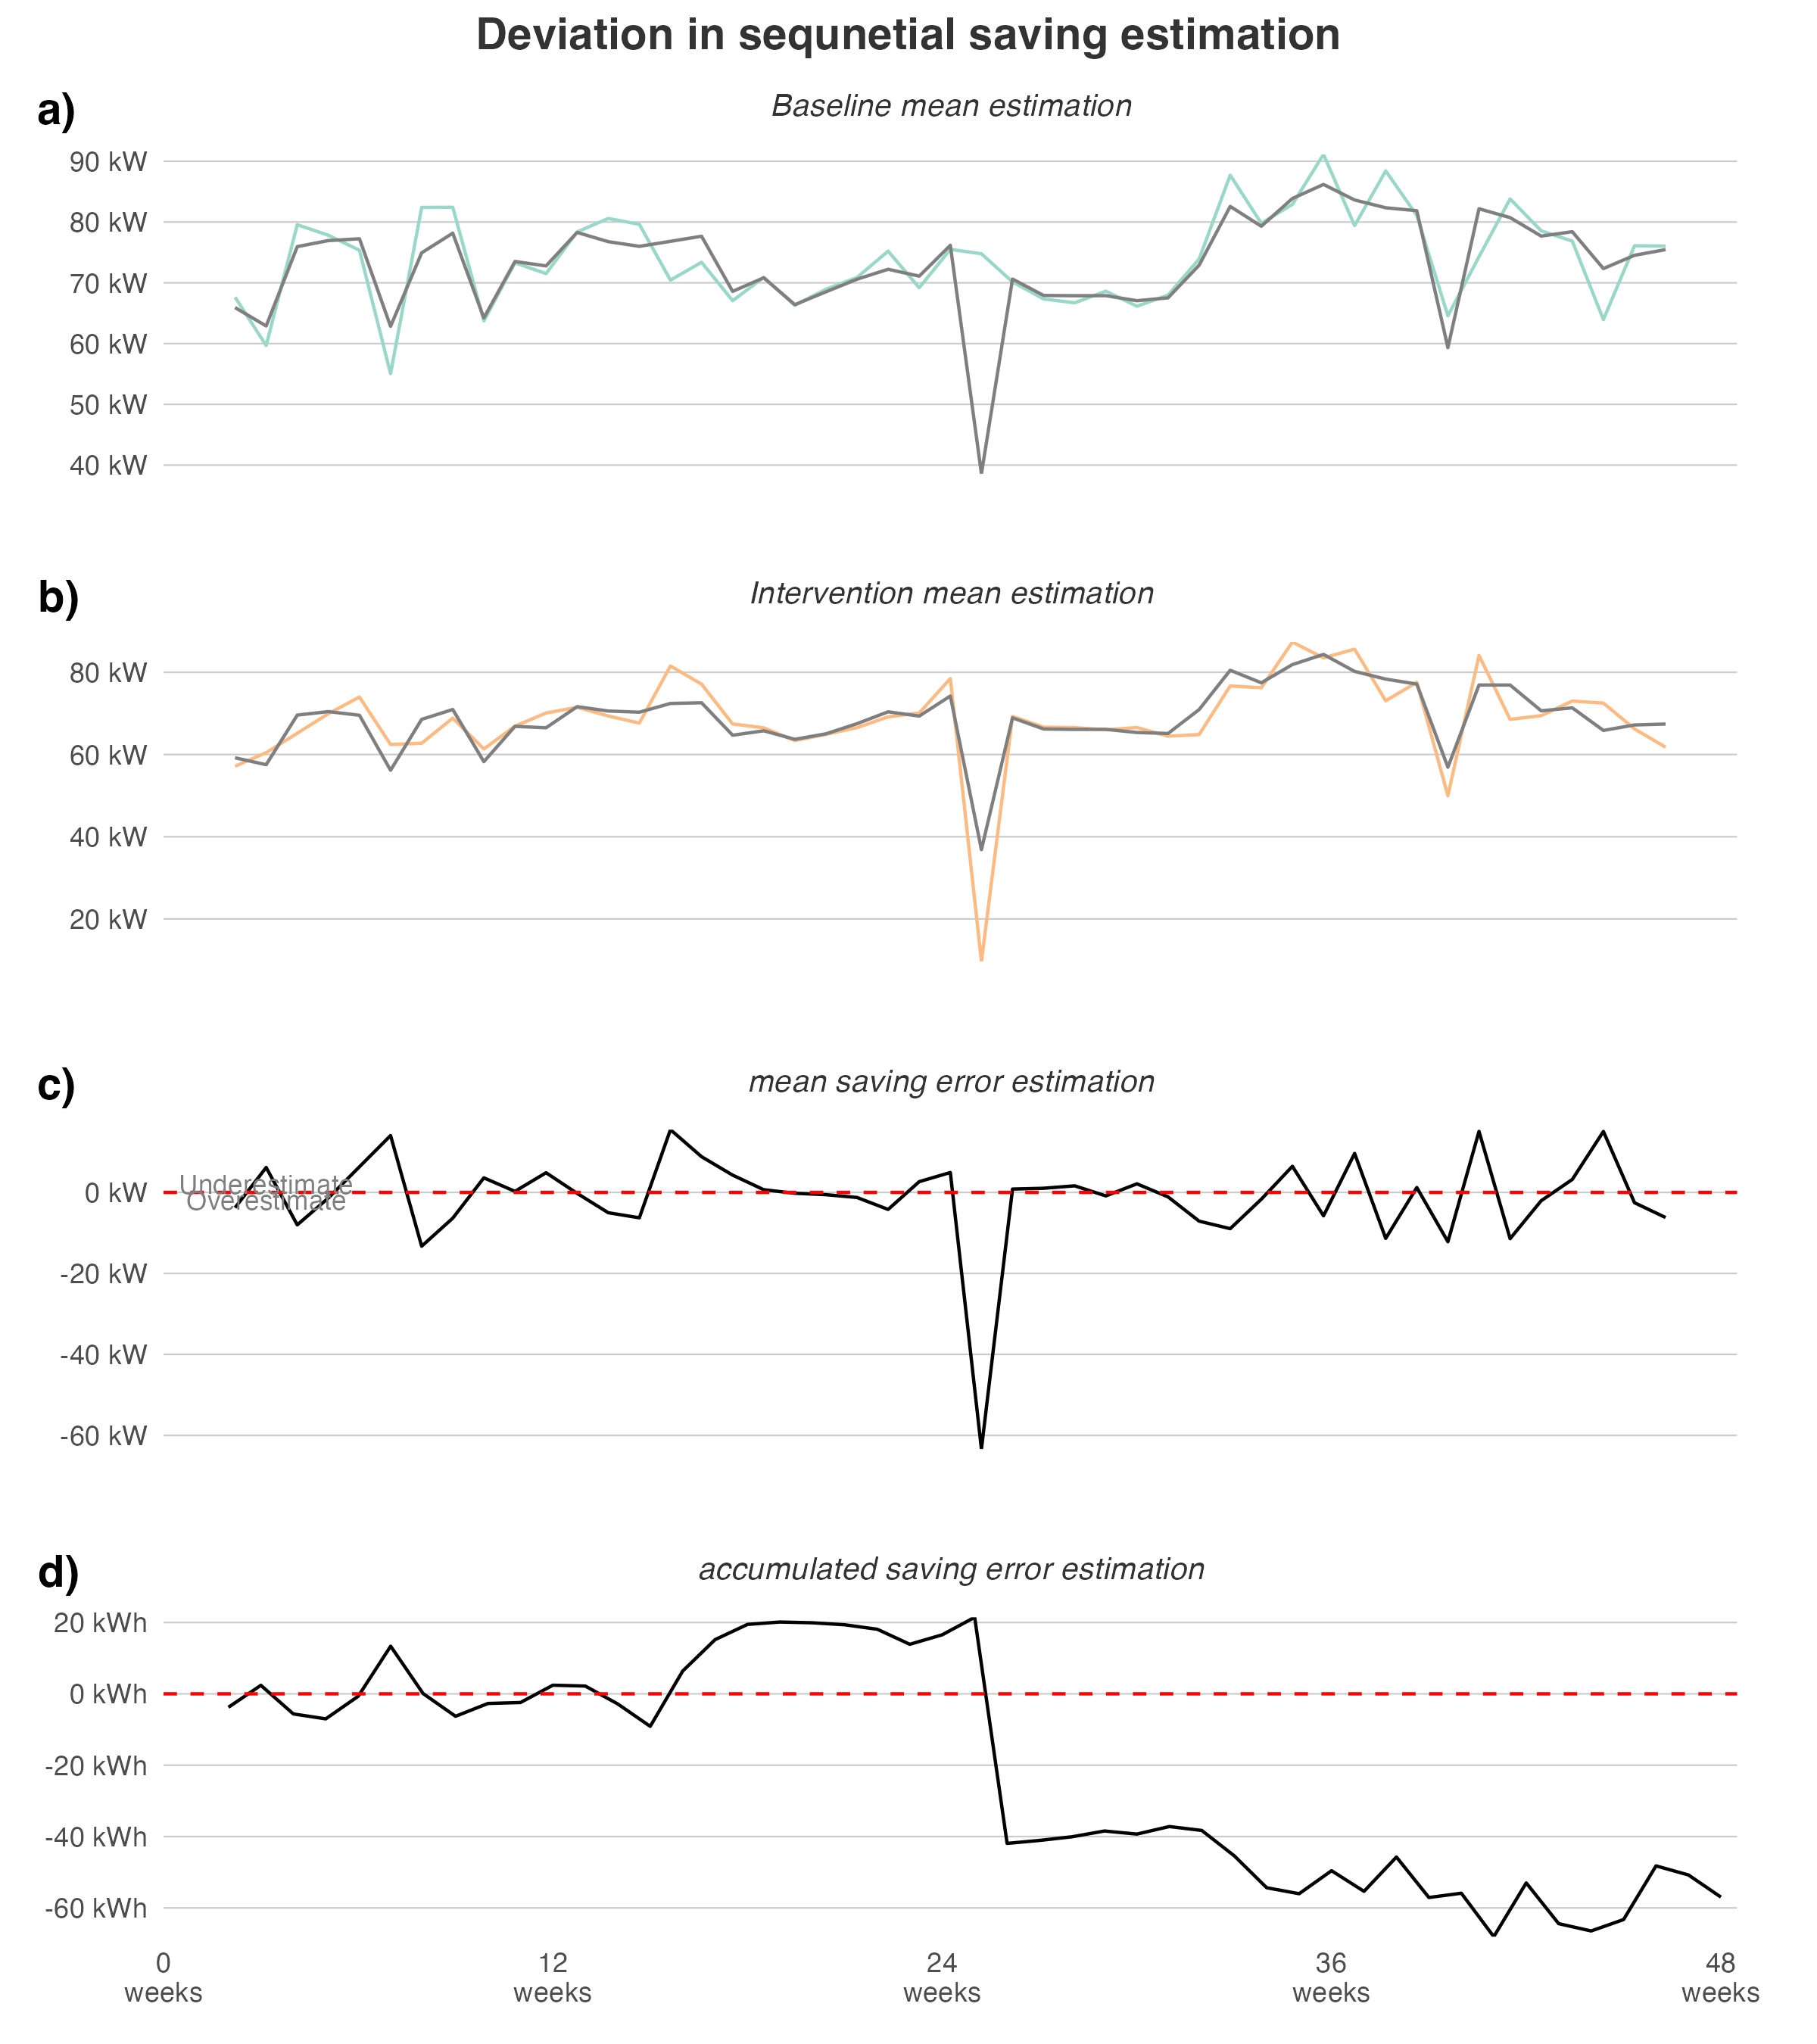 Deviation in sequnetial saving estimation
a)
Baseline mean estimation
90 kW
80 kW
70 kW
60 kW
50 kW
40 kW
b)
Intervention mean estimation
80 kW
60 kW
40 kW
20 kW
c)
mean saving error estimation
Underestimate
0 kW
Overestimate
-20 kW
-40 kW
-60 kW
d)
accumulated saving error estimation
20 kWh
0 kWh
-20 kWh
-40 kWh
-60 kWh
0 12 24 36 48
weeks weeks weeks weeks weeks